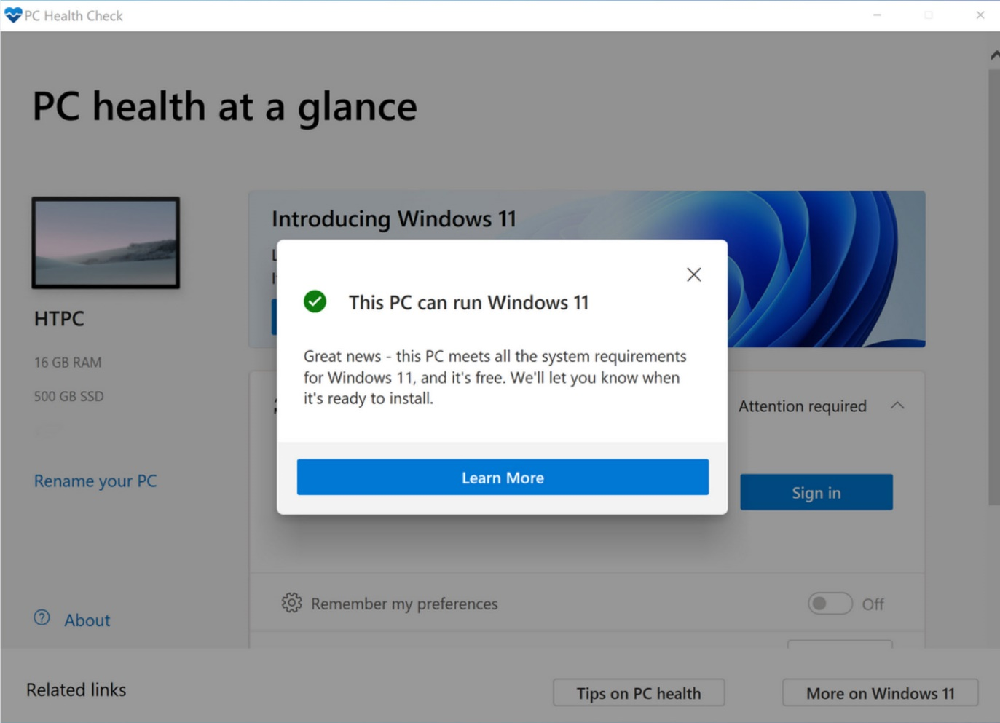 PC Health Check
PC health at a glance
HTPC
16 GB RAM
500 GB SSD
Rename your PC
About
Introducing Windows 11
This PC can run Windows 11
Great news - this PC meets all the system requirements
for Windows 11, and it's free. We'll let you know when
it's ready to install.
Learn More
Attention required
Sign in
Remember my preferences
Off
Related links
Tips on PC health
More on Windows 11